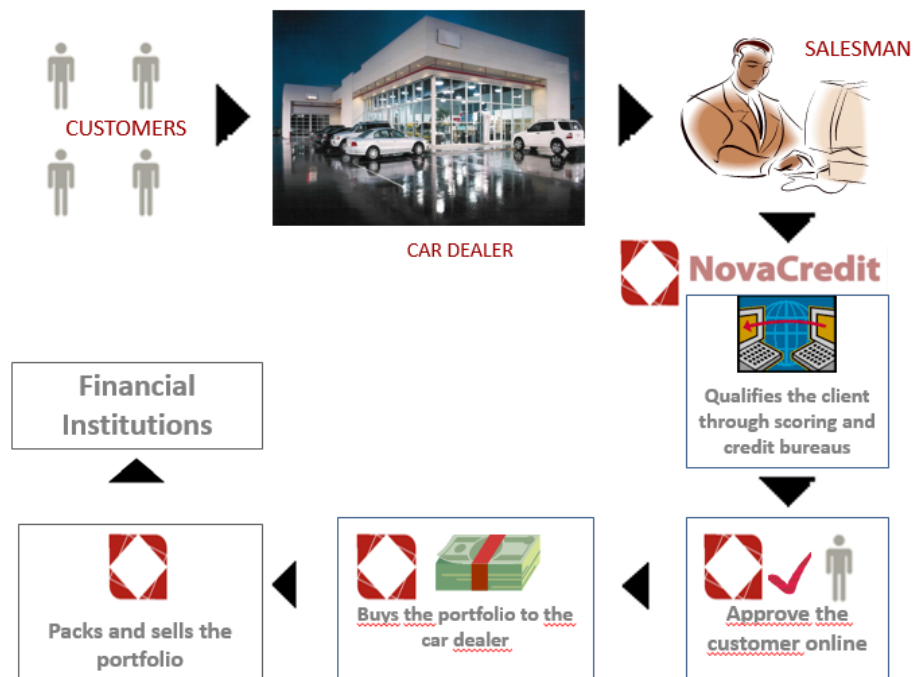 CUSTOMERS
CAR DEALER
SALESMAN
NovaCredit
Qualifies the client
through scoring and
credit bureaus
Approve the
customer online
Buys the portfolio to the
car dealer
Packs and sells the
portfolio
Financial
Institutions